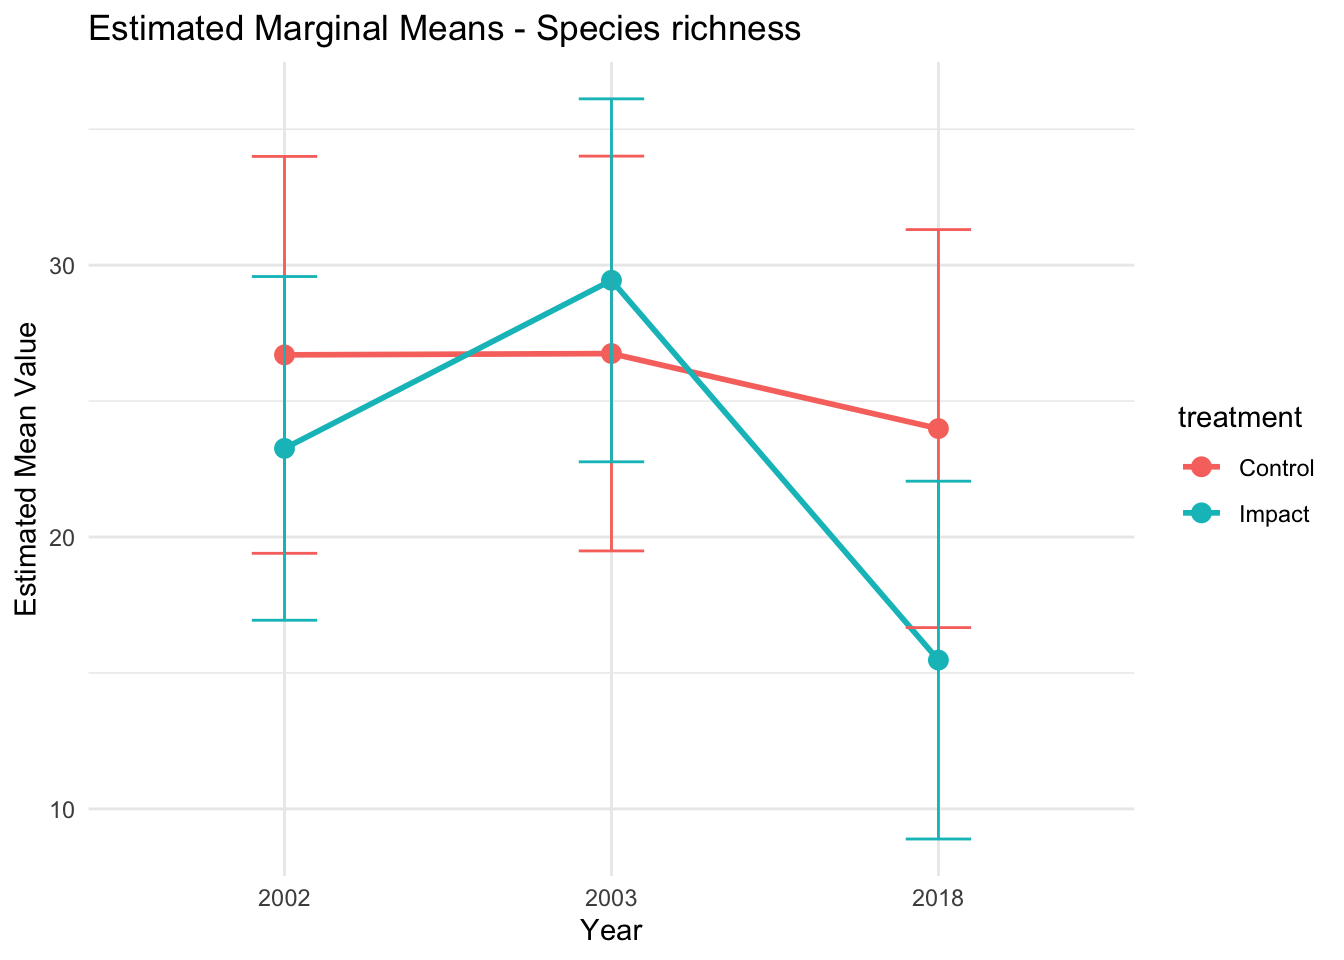 Estimated Marginal Means - Species richness
Estimated Mean Value
30
20
10
2002 2003 2018
Year
treatment
Control
Impact